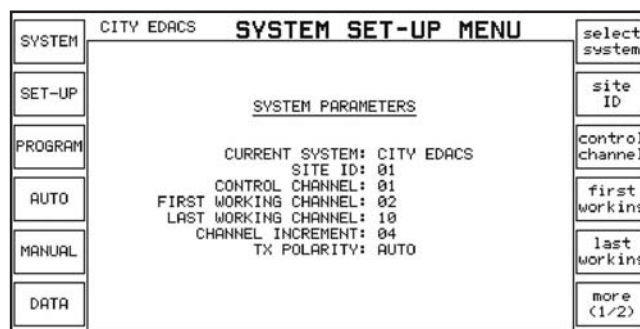 SYSTEM
SET-UP
PROGRAM
AUTO
MANUAL
DATA
CITY EDACS SYSTEM SET-UP MENU
SYSTEM PARAMETERS
CURRENT SYSTEM: CITY EDACS
SITE ID: 01
CONTROL CHANNEL: 01
FIRST WORKING CHANNEL: 02
LAST WORKING CHANNEL: 10
CHANNEL INCREMENT: 04
TX POLARITY: AUTO
select
system
site
ID
control
channel
first
working
last
working
more
(1/2)